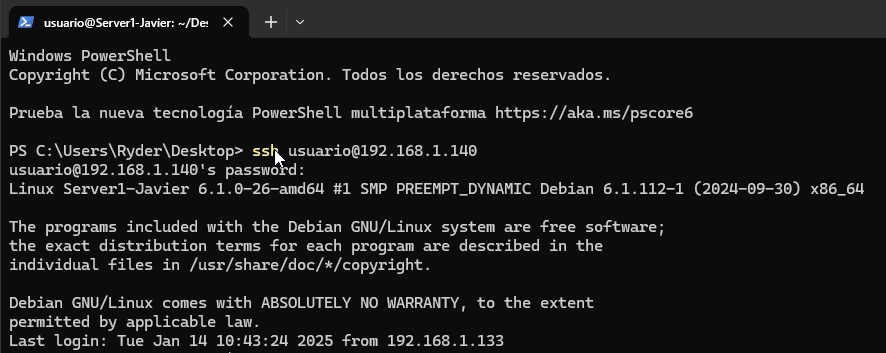 usuario@Server1-Javier: ~/Des
Windows PowerShell
Copyright (C) Microsoft Corporation. Todos los derechos reservados.
Prueba la nueva tecnología PowerShell multiplataforma https://aka.ms/pscore6
PS C:\Users\Ryder\Desktop> ssh usuario@192.168.1.140
usuario@192.168.1.140's password:
Linux Server1-Javier 6.1.0-26-amd64 #1 SMP PREEMPT_DYNAMIC Debian 6.1.112-1 (2024-09-30) x86_64
The programs included with the Debian GNU/Linux system are free software;
the exact distribution terms for each program are described in the
individual files in /usr/share/doc/*/copyright.
Debian GNU/Linux comes with ABSOLUTELY NO WARRANTY, to the extent
permitted by applicable law.
Last login: Tue Jan 14 10:43:24 2025 from 192.168.1.133